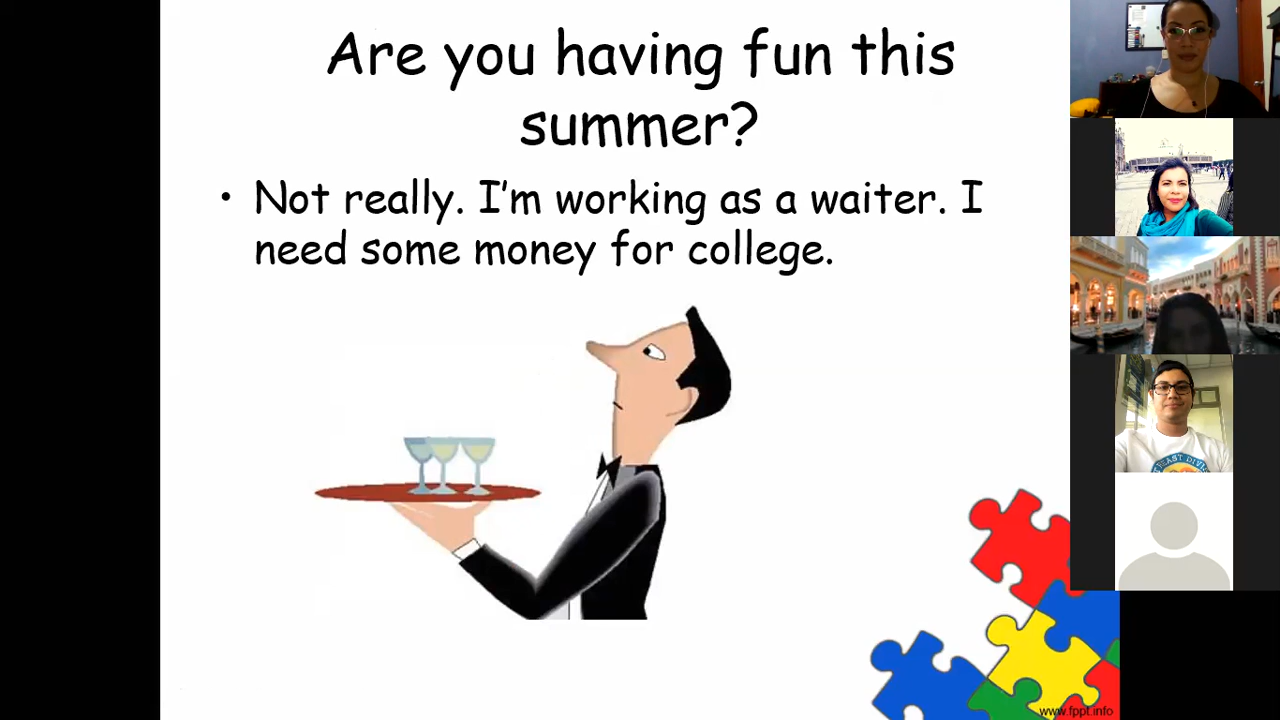 Are you having fun this
summer?
• Not really. I'm working as a waiter. I
need some money for college.
www.fppt.info